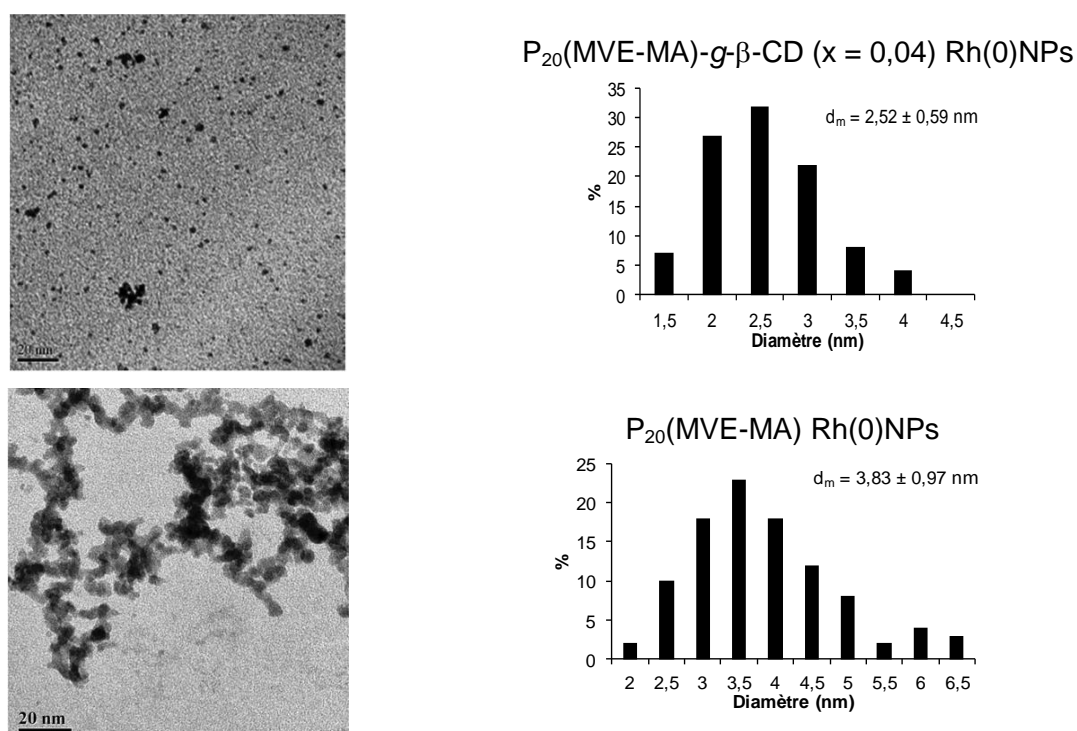 P₂₀(MVE-MA)-g-β-CD (x = 0,04) Rh(0)NPs
35
30
25
20
15
10
5
0
%
dₘ = 2,52 ± 0,59 nm
1,5 2 2,5 3 3,5 4 4,5
Diamètre (nm)
20 nm
P₂₀(MVE-MA) Rh(0)NPs
25
20
15
10
5
0
%
dₘ = 3,83 ± 0,97 nm
2 2,5 3 3,5 4 4,5 5 5,5 6 6,5
Diamètre (nm)
20 nm